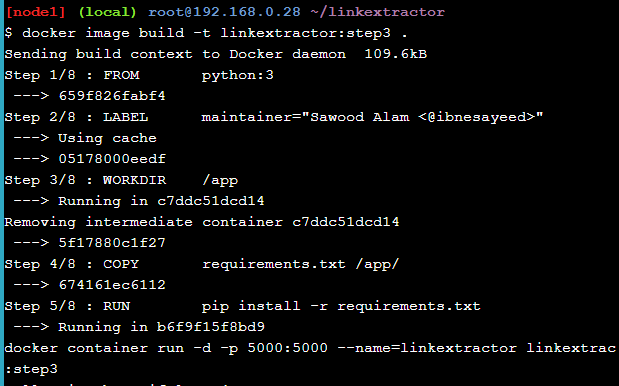 [node1] (local) root@192.168.0.28 ~/linkextractor
$ docker image build -t linkextractor:step3 .
Sending build context to Docker daemon  109.6kB
Step 1/8 : FROM        python:3
 ---> 659f826fabf4
Step 2/8 : LABEL       maintainer="Sawood Alam <@ibnesayeed>"
 ---> Using cache
 ---> 05178000eedf
Step 3/8 : WORKDIR     /app
 ---> Running in c7ddc51dcd14
Removing intermediate container c7ddc51dcd14
 ---> 5f17880c1f27
Step 4/8 : COPY        requirements.txt /app/
 ---> 674161ec6112
Step 5/8 : RUN         pip install -r requirements.txt
 ---> Running in b6f9f15f8bd9
docker container run -d -p 5000:5000 --name=linkextractor linkextrac
:step3